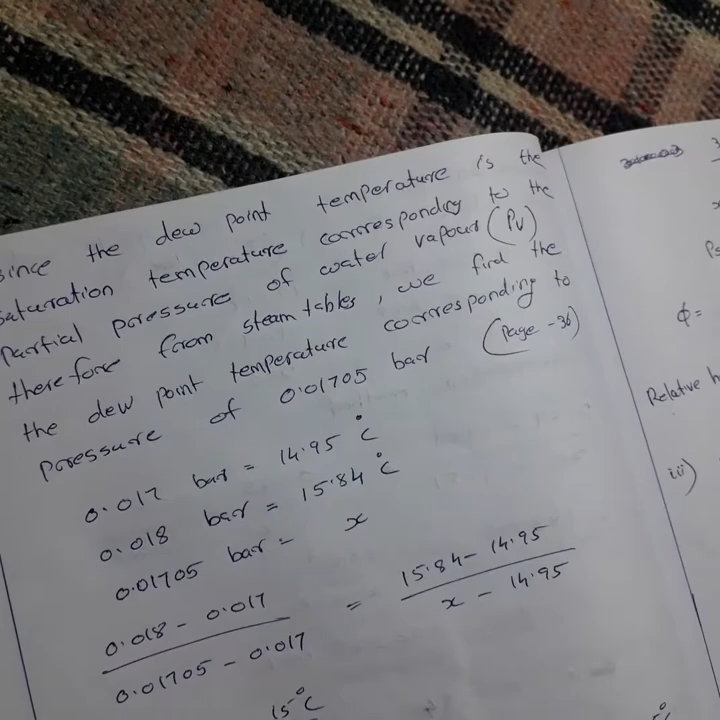 since the dew point temperature is the
saturation temperature corresponding to the
partial pressure of water vapour (Pv)
therefore from steam tables, we find the
the dew point temperature corresponding to
pressure of 0.01705 bar (Page-36)
0.017 bar = 14.95 °C
0.018 bar = 15.84 °C
0.01705 bar = x
0.018 - 0.017 / 0.01705 - 0.017 = 15.84 - 14.95 / x - 14.95
15°C
φ=
Relative h
iii)